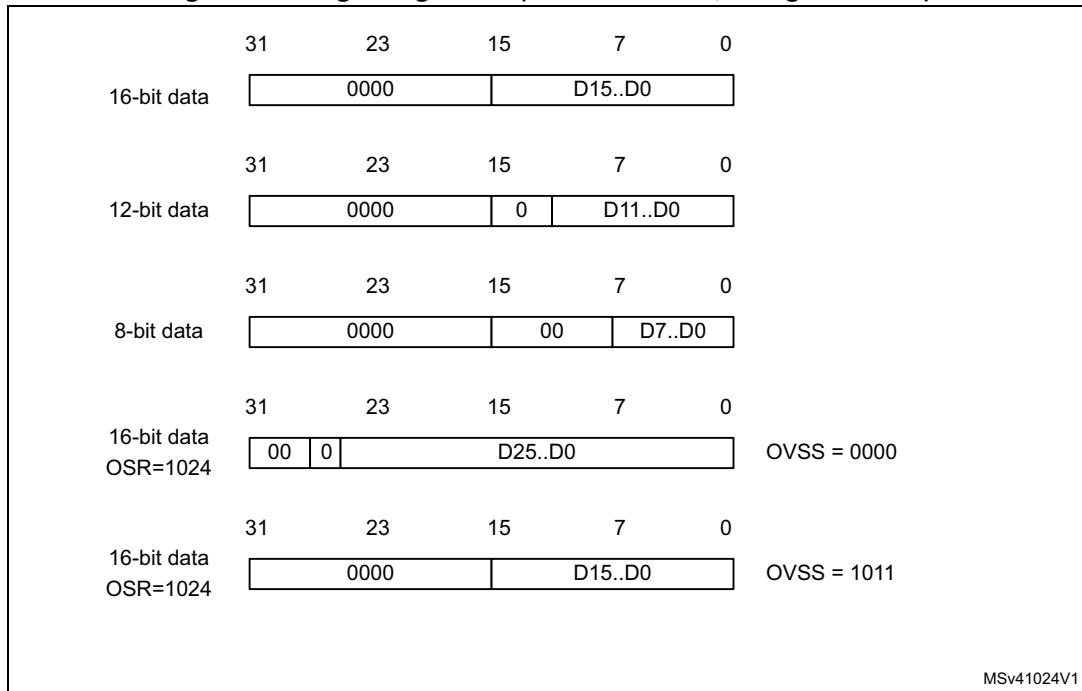 31 23 15 7 0
16-bit data 0000 D15..D0
31 23 15 7 0
12-bit data 0000 0 D11..D0
31 23 15 7 0
8-bit data 0000 00 D7..D0
31 23 15 7 0
16-bit data
OSR=1024 00 0 D25..D0 OVSS = 0000
31 23 15 7 0
16-bit data
OSR=1024 0000 D15..D0 OVSS = 1011
MSv41024V1